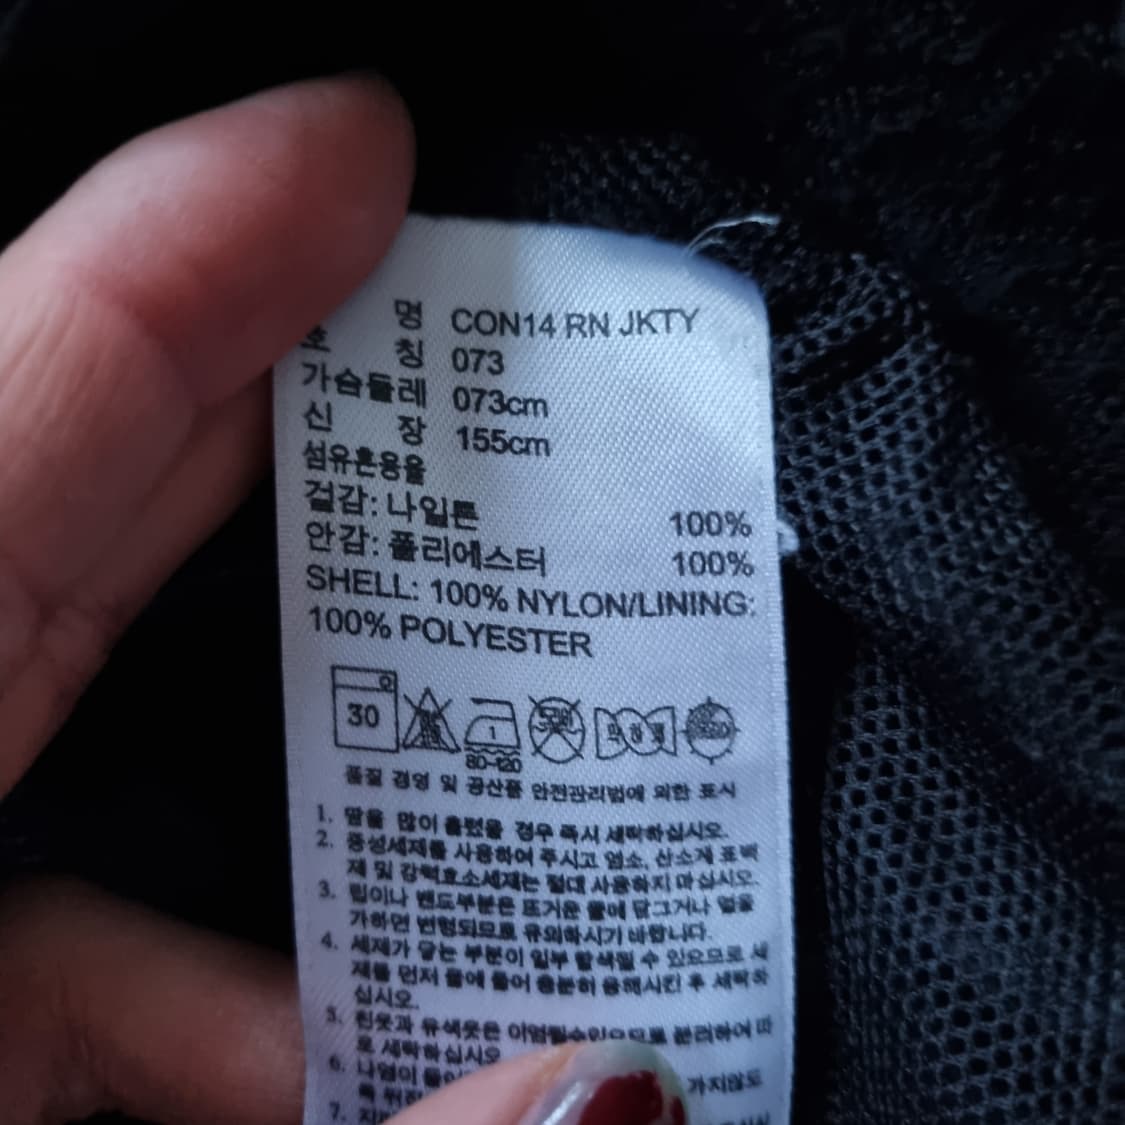 명 CON14 RN JKTY
호 칭 073
가슴둘레 073cm
신 장 155cm
섬유혼용율
겉감: 나일론 100%
안감: 폴리에스터 100%
SHELL: 100% NYLON/LINING:
100% POLYESTER
30
1
80-120
품질 경영 및 공산품 안전관리법에 의한 표시
1. 땀을 많이 흘렸을 경우 즉시 세탁하십시오.
2. 중성세제를 사용하여 주시고 염소, 산소계 표백
제 및 강력효소세제는 절대 사용하지 마십시오.
3. 립이나 밴드부분은 뜨거운 물에 담그거나 열을
가하면 변형되므로 유의하시기 바랍니다.
4. 세제가 닿는 부분이 일부 탈색될 수 있으므로 세
제를 먼저 물에 풀어 충분히 용해시킨 후 세탁하
십시오.
5. 흰옷과 유색옷은 이염될수있으므로 분리하여 따
로 세탁하십시오
6. 나염이 가지않도
7.